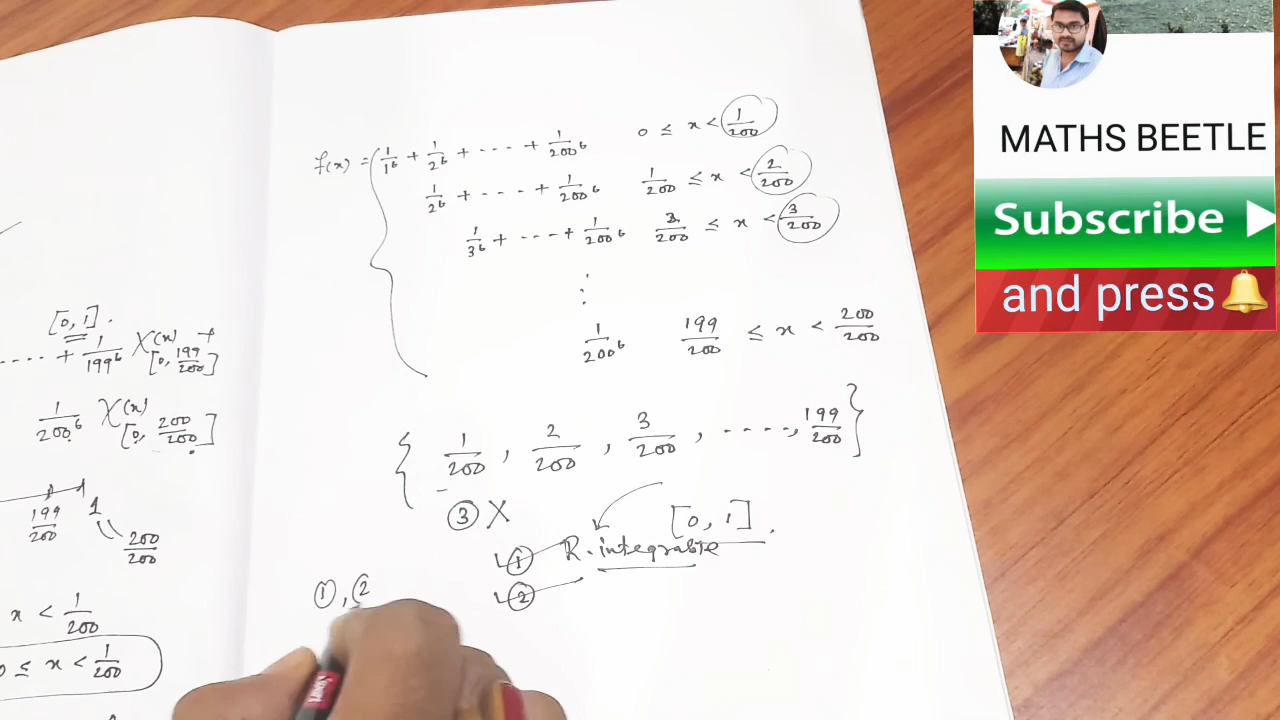 [0, 1].
.... + 1/199⁶ χ(x) [0, 199/200] +
1/200⁶ χ(x) [0, 200/200]
199/200 1
200/200
x < 1/200
0 ≤ x < 1/200
f(x) = { 1/1⁶ + 1/2⁶ + .... + 1/200⁶ 0 ≤ x < 1/200
1/2⁶ + .... + 1/200⁶ 1/200 ≤ x < 2/200
1/3⁶ + .... + 1/200⁶ 2/200 ≤ x < 3/200
⋮
1/200⁶ 199/200 ≤ x < 200/200
{ 1/200, 2/200, 3/200, ....., 199/200 }
③ X
[0, 1].
① R. integrable
②
①, ②
MATHS BEETLE
Subscribe
and press